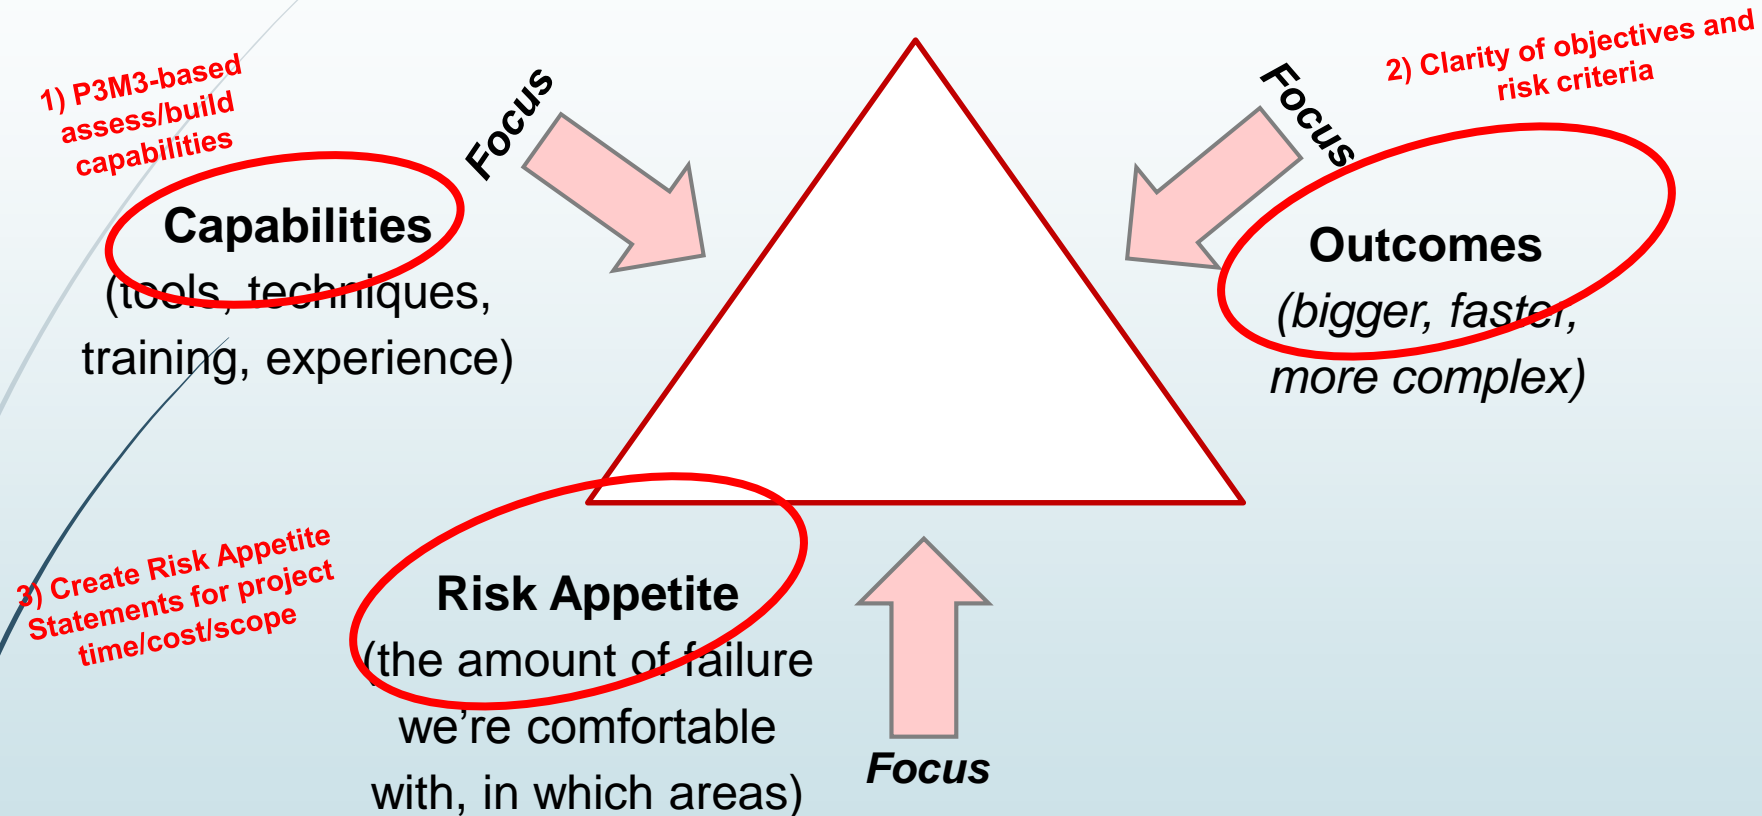 1) P3M3-based
assess/build
capabilities
Focus
Capabilities
(tools, techniques,
training, experience)
2) Clarity of objectives and
risk criteria
Focus
Outcomes
(bigger, faster,
more complex)
3) Create Risk Appetite
Statements for project
time/cost/scope
Risk Appetite
(the amount of failure
we’re comfortable
with, in which areas)
Focus